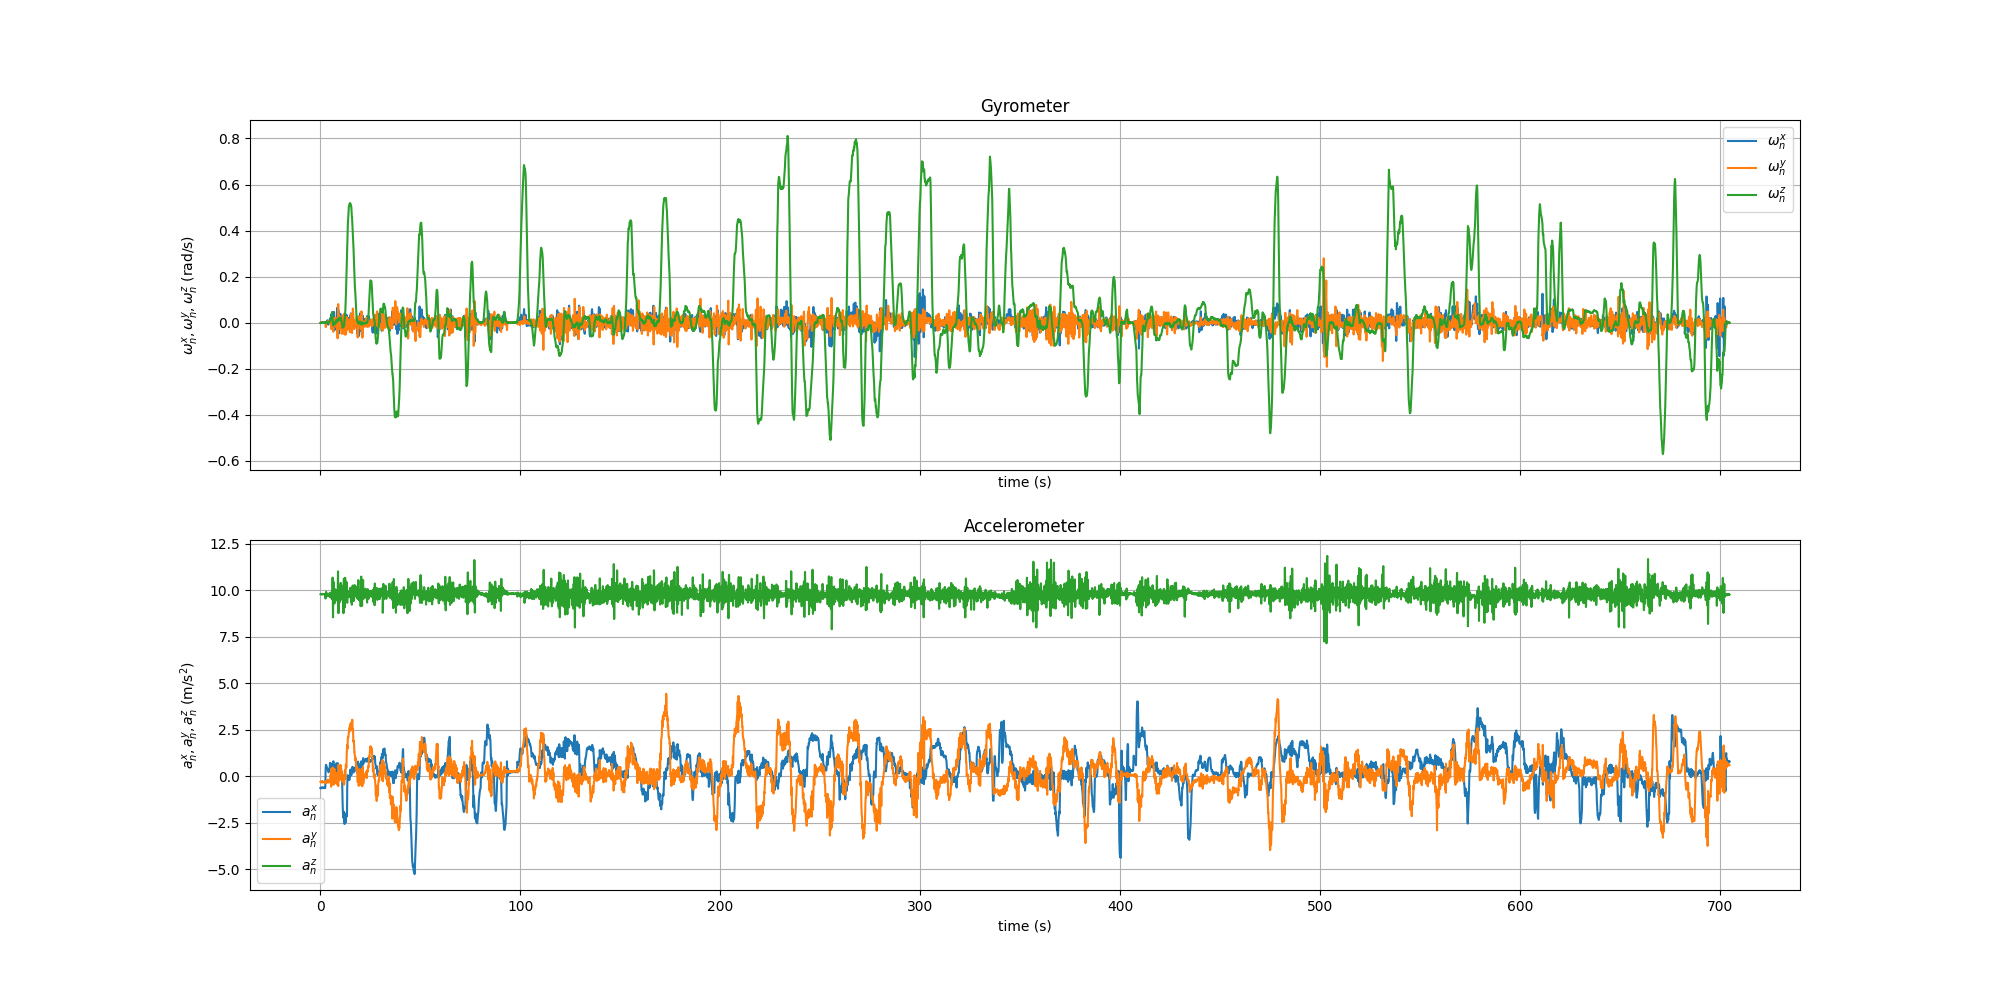 Gyrometer
ω_n^x, ω_n^y, ω_n^z (rad/s)
0.8
0.6
0.4
0.2
0.0
−0.2
−0.4
−0.6
ω_n^x
ω_n^y
ω_n^z
time (s)
Accelerometer
a_n^x, a_n^y, a_n^z (m/s²)
12.5
10.0
7.5
5.0
2.5
0.0
−2.5
−5.0
a_n^x
a_n^y
a_n^z
0 100 200 300 400 500 600 700
time (s)